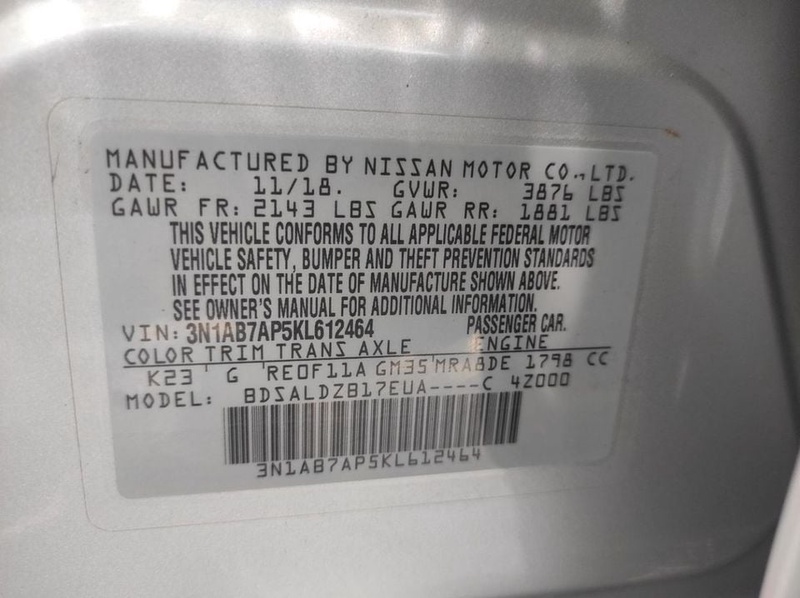 MANUFACTURED BY NISSAN MOTOR CO.,LTD.
DATE: 11/18. GVWR: 3876 LBS
GAWR FR: 2143 LBS GAWR RR: 1881 LBS
THIS VEHICLE CONFORMS TO ALL APPLICABLE FEDERAL MOTOR
VEHICLE SAFETY, BUMPER AND THEFT PREVENTION STANDARDS
IN EFFECT ON THE DATE OF MANUFACTURE SHOWN ABOVE.
SEE OWNER'S MANUAL FOR ADDITIONAL INFORMATION.
VIN: 3N1AB7AP5KL612464 PASSENGER CAR.
COLOR TRIM TRANS AXLE ENGINE
K23 G RE0F11A GM35 MRA8DE 1798 CC
MODEL: BDSALDZB17EUA----C 4Z000
3N1AB7AP5KL612464